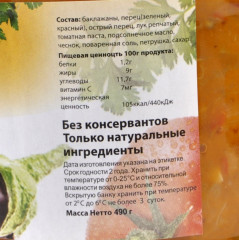 Состав: баклажаны, перец(зеленый,
красный), острый перец, лук репчатый,
томатная паста, подсолнечное масло,
чеснок, поваренная соль, петрушка, сахар
Пищевая ценность 100г продукта:
белки 1,2г
жиры 9г
углеводы 11,7г
витамин С 7мг
энергетическая
ценность 105ккал/440кДж
Без консервантов
Только натуральные
ингредиенты
Дата изготовления указана на этикетке
Срок годности 2 года. Хранить при
температуре от 0-25°С и относительной
влажности воздуха не более 75%.
Вскрытую банку хранить при температуре
от 2°С до 6°С не более 3 суток.
Масса Нетто 490 г